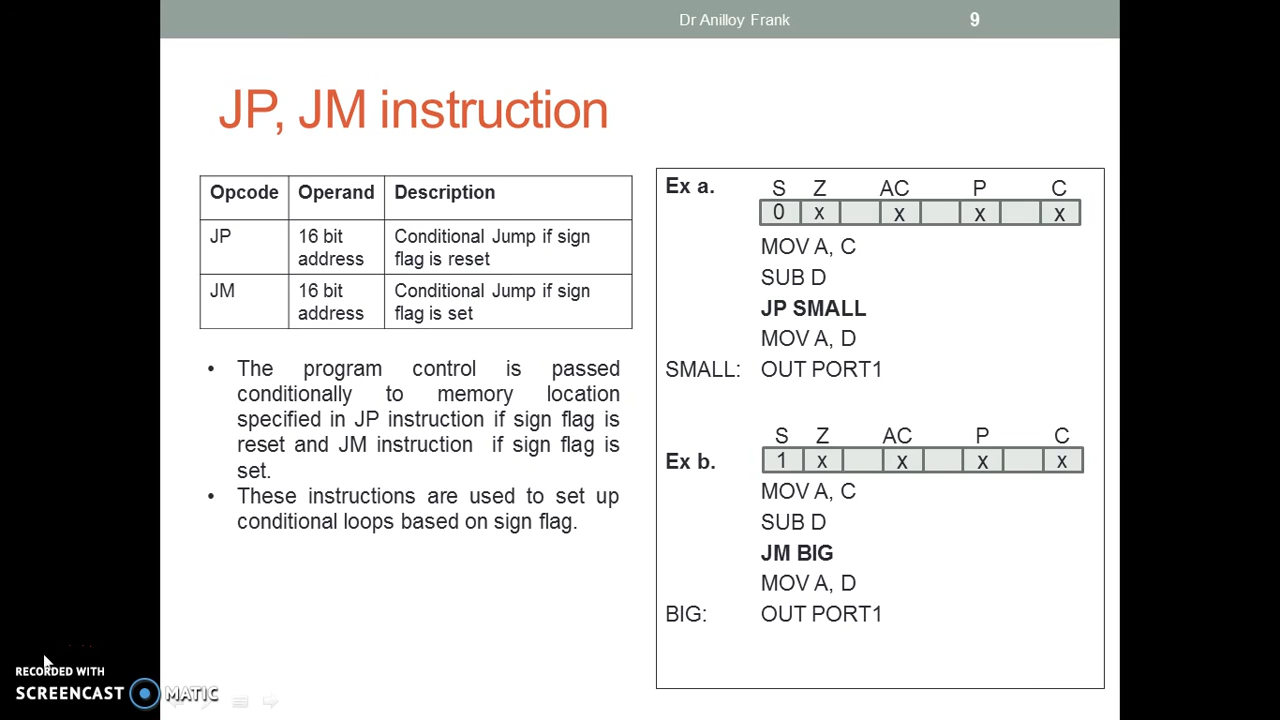 Dr Anilloy Frank 9
JP, JM instruction
Opcode Operand Description
JP 16 bit address Conditional Jump if sign flag is reset
JM 16 bit address Conditional Jump if sign flag is set
• The program control is passed
conditionally to memory location
specified in JP instruction if sign flag is
reset and JM instruction if sign flag is
set.
• These instructions are used to set up
conditional loops based on sign flag.
Ex a. S Z AC P C
0 x x x x
MOV A, C
SUB D
JP SMALL
MOV A, D
SMALL: OUT PORT1
S Z AC P C
Ex b. 1 x x x x
MOV A, C
SUB D
JM BIG
MOV A, D
BIG: OUT PORT1
RECORDED WITH
SCREENCAST MATIC